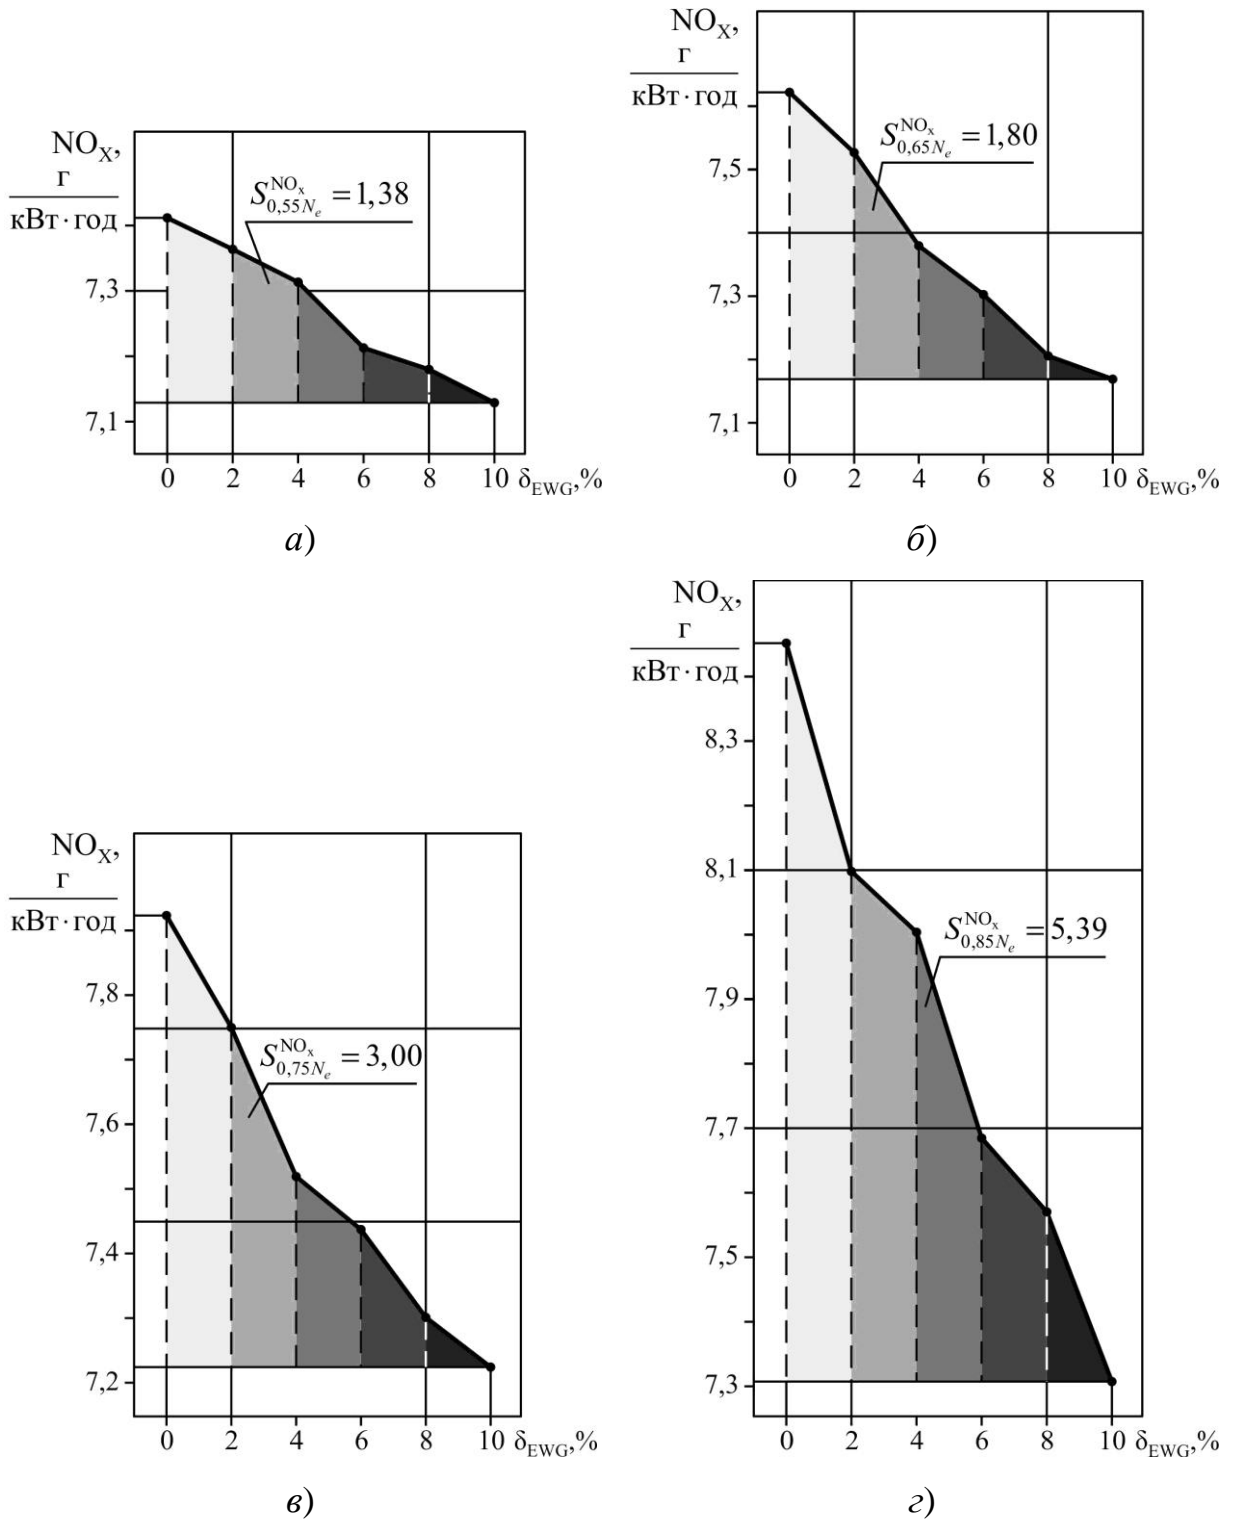 NOX,
г
кВт·год
S0,55Ne NOx = 1,38
7,3
7,1
0 2 4 6 8 10 δEWG,%
а)
NOX,
г
кВт·год
S0,65Ne NOx = 1,80
7,5
7,3
7,1
0 2 4 6 8 10 δEWG,%
б)
NOX,
г
кВт·год
7,8
S0,75Ne NOx = 3,00
7,6
7,4
7,2
0 2 4 6 8 10 δEWG,%
в)
NOX,
г
кВт·год
8,3
8,1
S0,85Ne NOx = 5,39
7,9
7,7
7,5
7,3
0 2 4 6 8 10 δEWG,%
г)